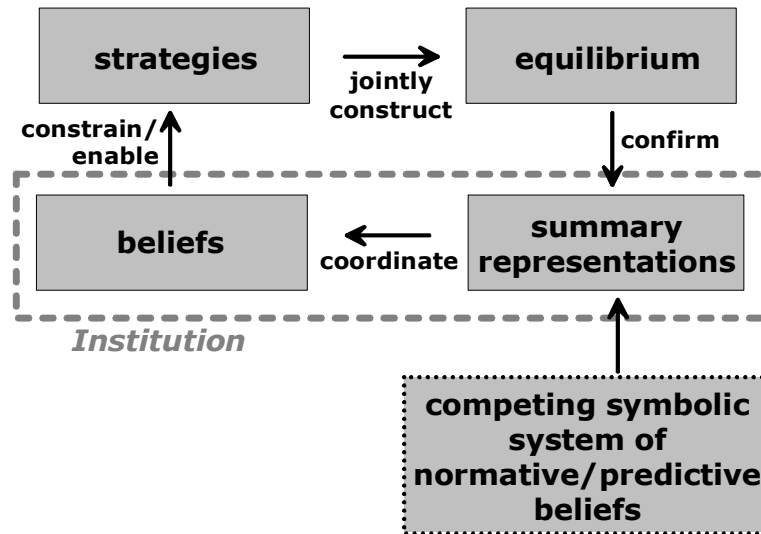 strategies
jointly
construct
equilibrium
constrain/
enable
confirm
beliefs
coordinate
summary
representations
Institution
competing symbolic
system of
normative/predictive
beliefs